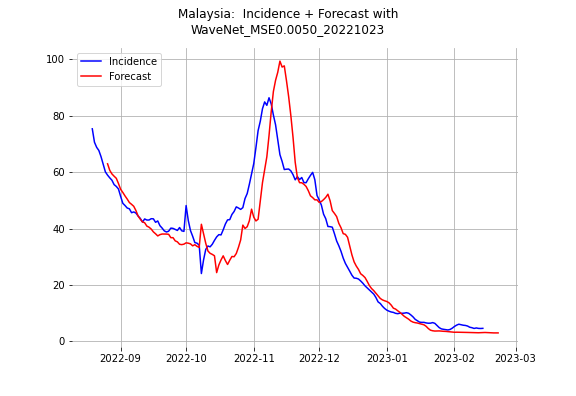 Malaysia:  Incidence + Forecast with
WaveNet_MSE0.0050_20221023
Incidence
Forecast
100
80
60
40
20
0
2022-09 2022-10 2022-11 2022-12 2023-01 2023-02 2023-03